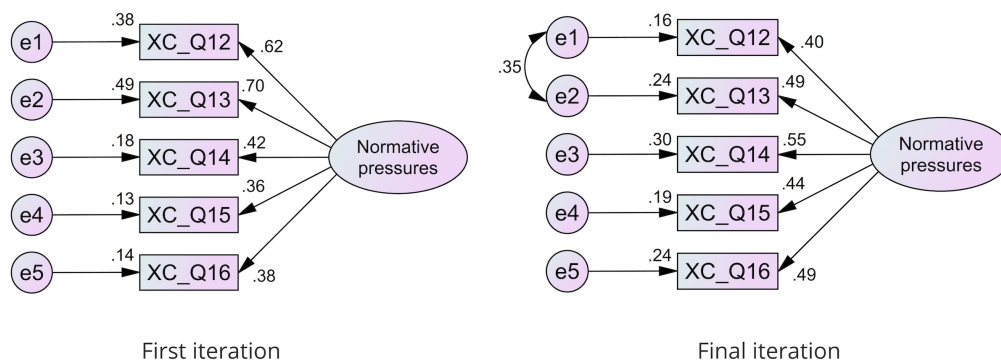 .38
e1
XC_Q12
.62
.49
e2
XC_Q13
.70
.18
e3
XC_Q14
.42
.13
e4
XC_Q15
.36
.14
e5
XC_Q16
.38
Normative
pressures
First iteration
.16
e1
XC_Q12
.40
.35
.24
e2
XC_Q13
.49
.30
e3
XC_Q14
.55
.19
e4
XC_Q15
.44
.24
e5
XC_Q16
.49
Normative
pressures
Final iteration